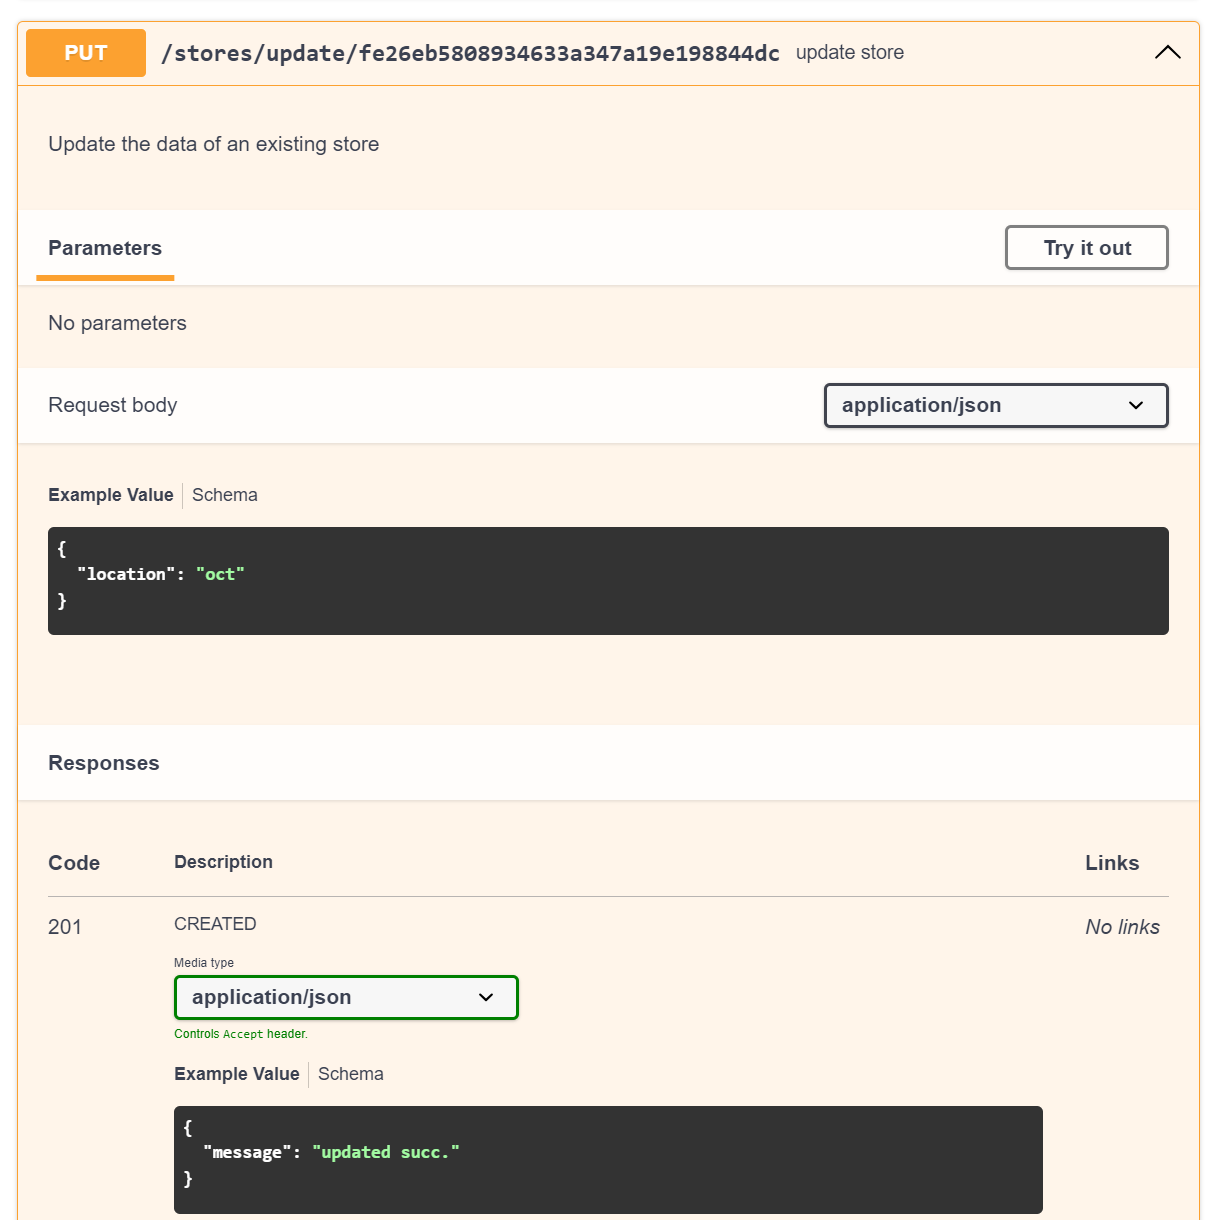 PUT /stores/update/fe26eb5808934633a347a19e198844dc update store
Update the data of an existing store
Parameters Try it out
No parameters
Request body application/json
Example Value Schema
{
"location": "oct"
}
Responses
Code Description Links
201 CREATED No links
Media type
application/json
Controls Accept header.
Example Value Schema
{
"message": "updated succ."
}